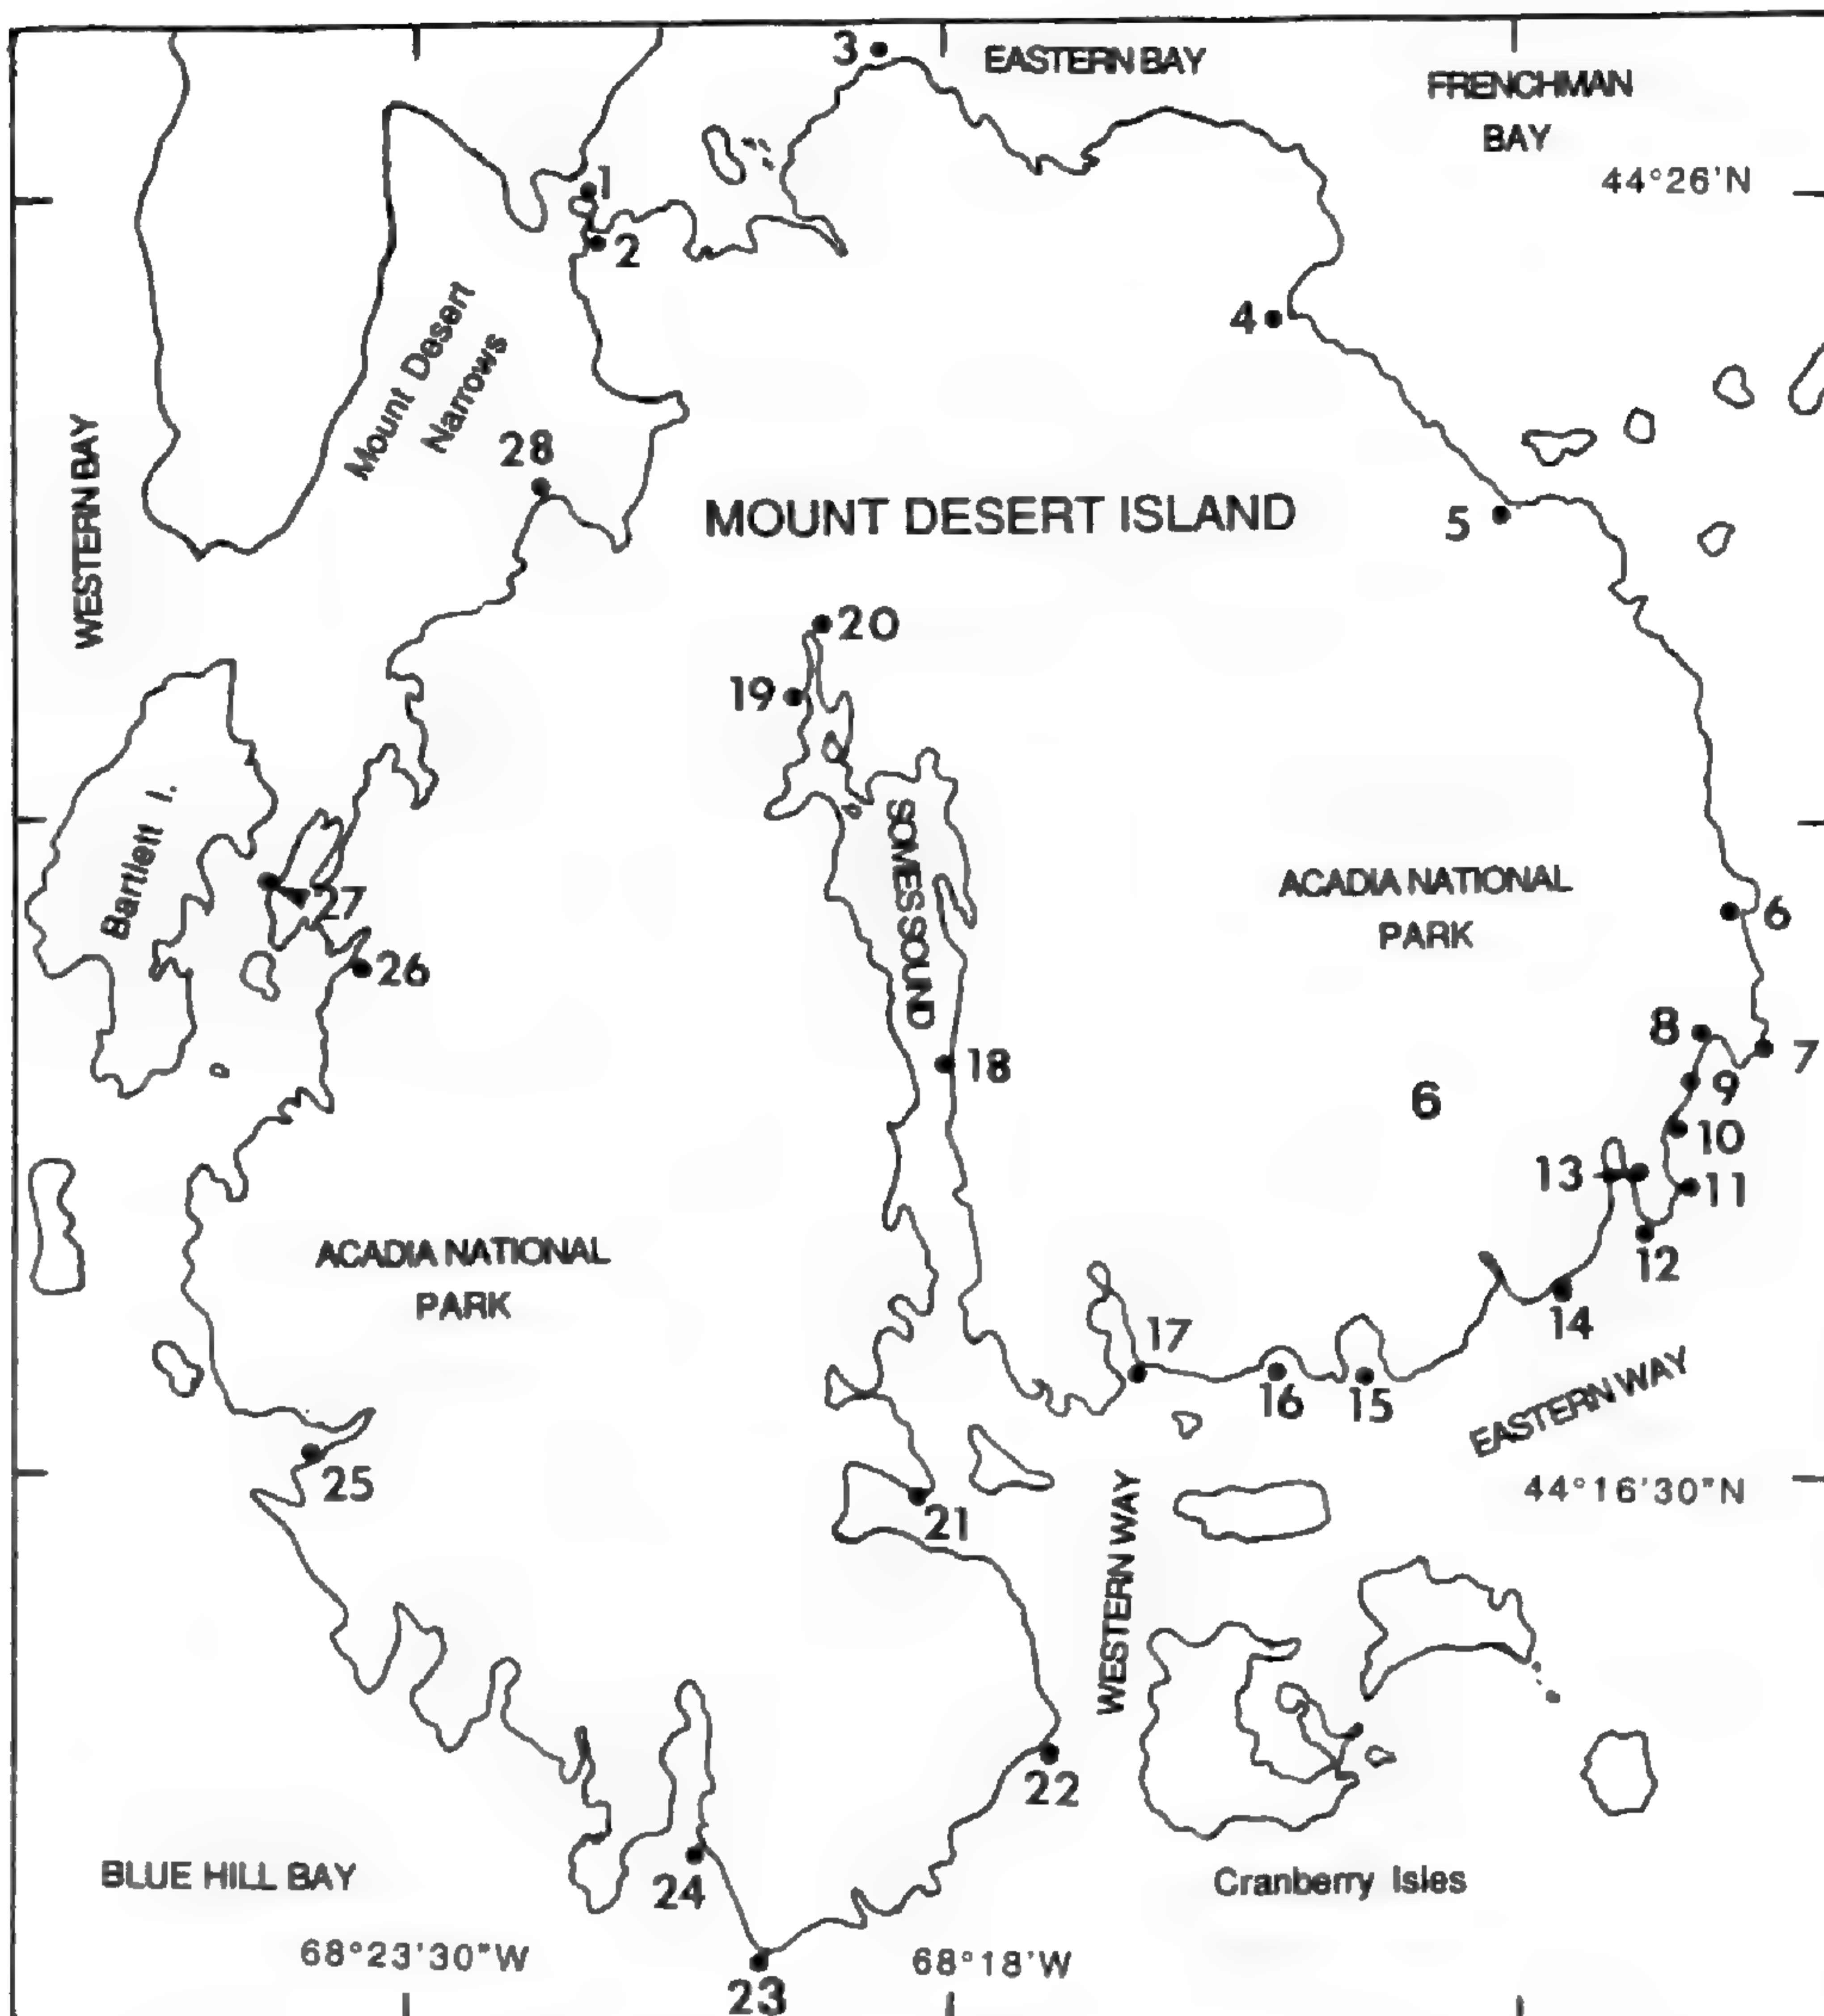 3
EASTERN BAY
FRENCHMAN
BAY
44°26'N
1
2
4
Mount Desert
Narrows
WESTERN BAY
28
MOUNT DESERT ISLAND
5
20
19
Bartlett I.
SOMES SOUND
ACADIA NATIONAL
PARK
27
6
26
8
7
18
9
6
10
13
11
12
ACADIA NATIONAL
PARK
14
17
16
15
EASTERN WAY
25
44°16'30"N
21
WESTERN WAY
22
BLUE HILL BAY
24
Cranberry Isles
68°23'30"W
68°18'W
23